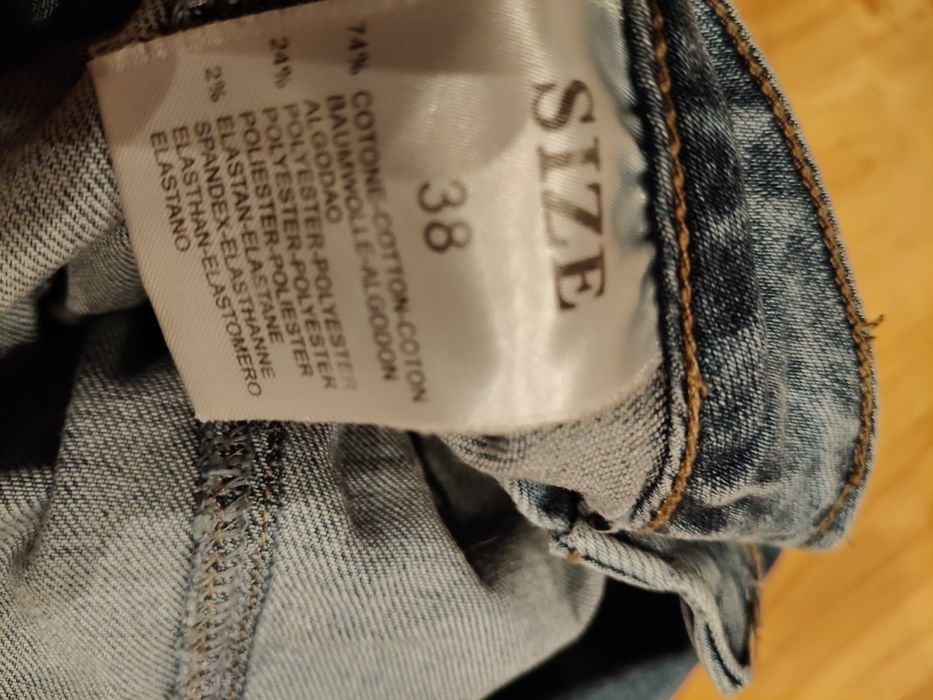 SIZE
38
74% COTONE-COTTON-COTON
BAUMWOLLE-ALGODON
ALGODAO
24% POLYESTER-POLYESTER
POLYESTER-POLYESTER
POLIESTER-POLIESTER
2% ELASTAN-ELASTANE
SPANDEX-ELASTHANNE
ELASTHAN-ELASTOMERO
ELASTANO